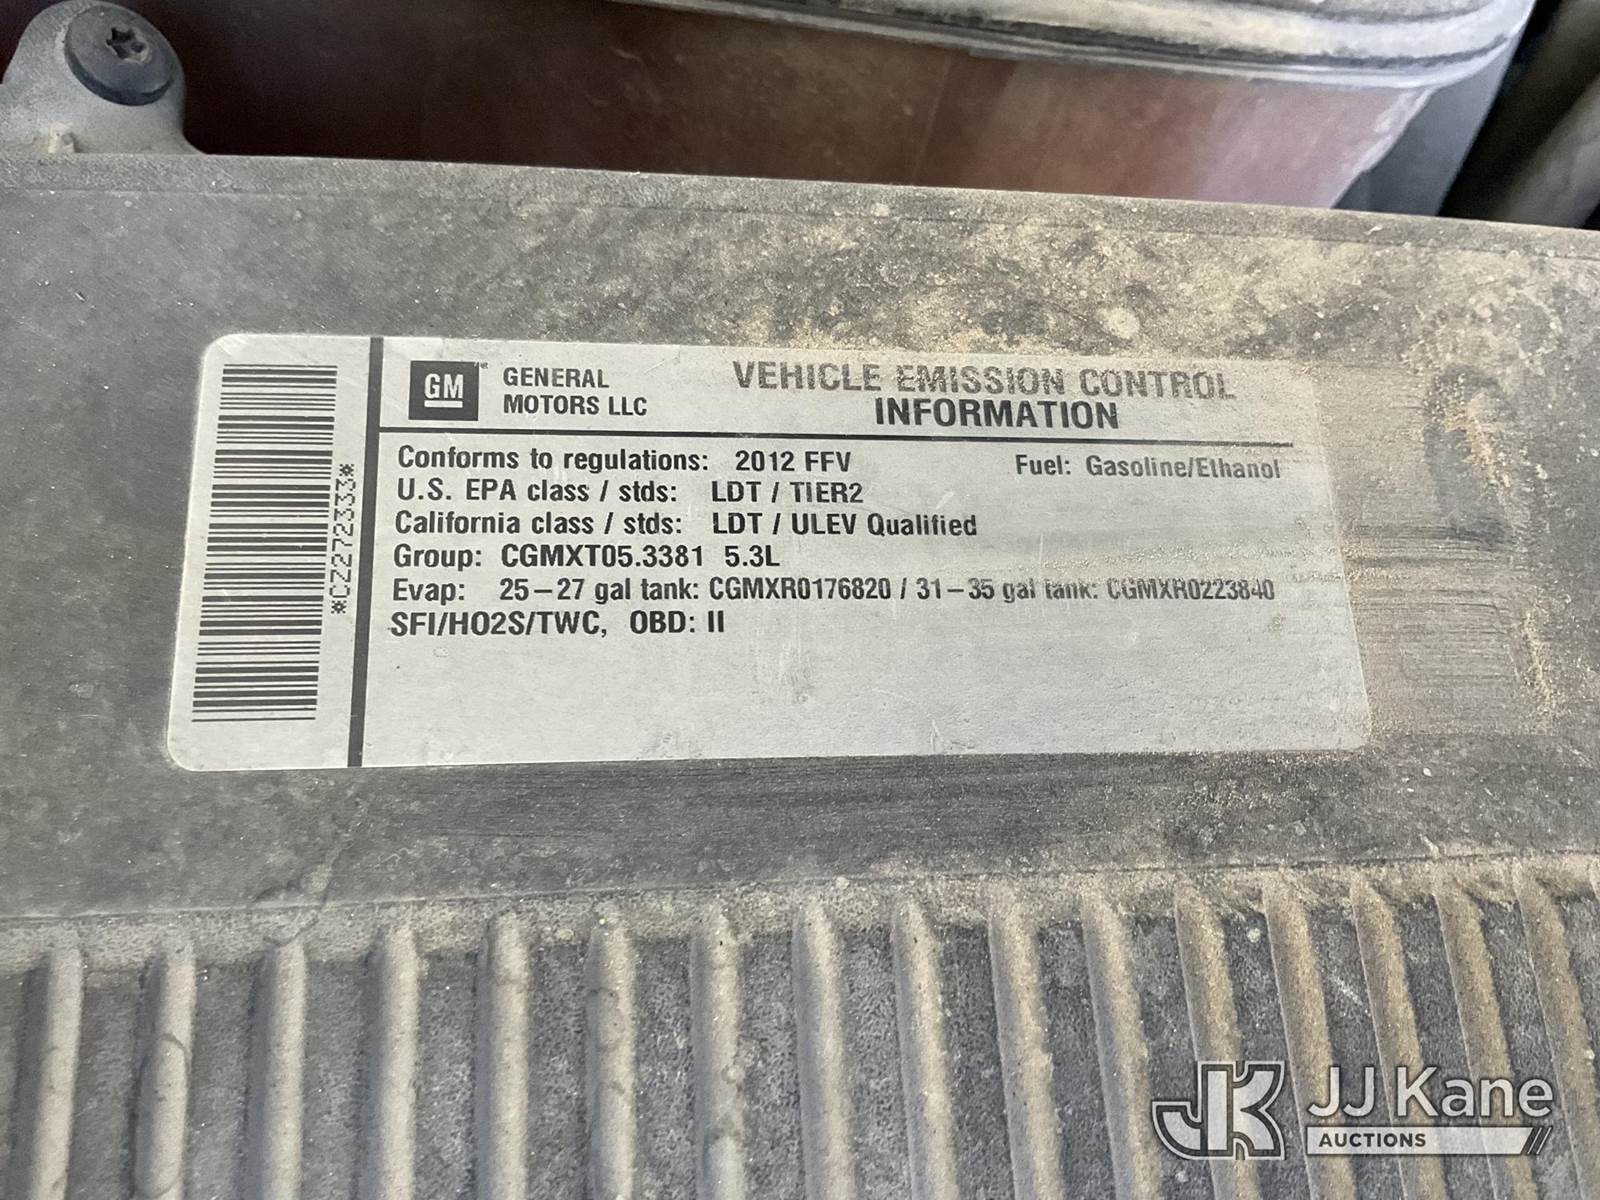 GM
GENERAL
MOTORS LLC
VEHICLE EMISSION CONTROL
INFORMATION
Conforms to regulations: 2012 FFV
Fuel: Gasoline/Ethanol
U.S. EPA class / stds: LDT / TIER2
California class / stds: LDT / ULEV Qualified
Group: CGMXT05.3381 5.3L
Evap: 25-27 gal tank: CGMXR0176820 / 31-35 gal tank: CGMXR0223840
SFI/HO2S/TWC, OBD: II
*CZ272333*
JK
JJ Kane
AUCTIONS